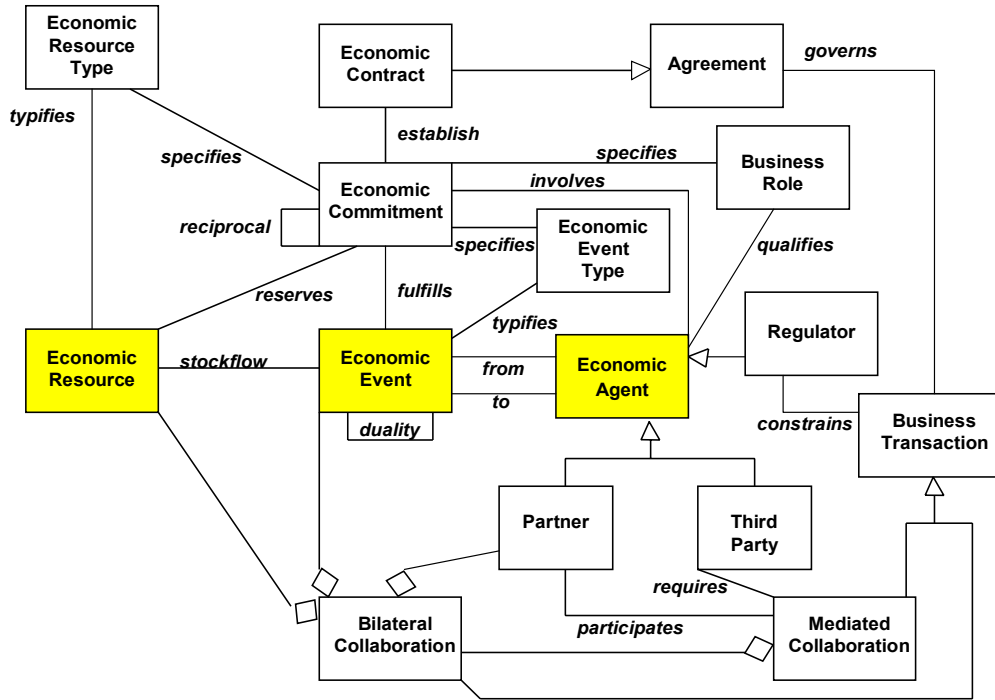 Economic
Resource
Type
Economic
Contract
Agreement
governs
typifies
establish
specifies
specifies
Business
Role
involves
Economic
Commitment
reciprocal
specifies
Economic
Event
Type
qualifies
reserves
fulfills
typifies
Regulator
Economic
Resource
stockflow
Economic
Event
from
to
Economic
Agent
duality
constrains
Business
Transaction
Partner
Third
Party
requires
participates
Bilateral
Collaboration
Mediated
Collaboration